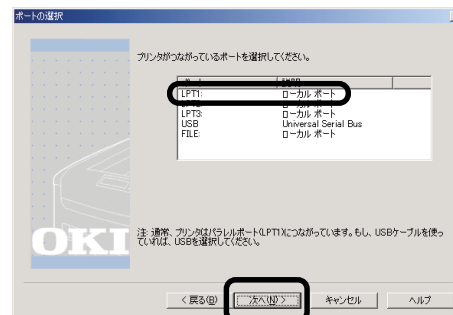 ポートの選択
プリンタがつながっているポートを選択してください。
LPT1: ローカル ポート
LPT3: ローカル ポート
USB Universal Serial Bus
FILE: ローカル ポート
注: 通常、プリンタはパラレルポート(LPT1)につながっています。もし、USBケーブルを使っ
ていれば、USBを選択してください。
OKI
< 戻る(B) 次へ(N) > キャンセル ヘルプ